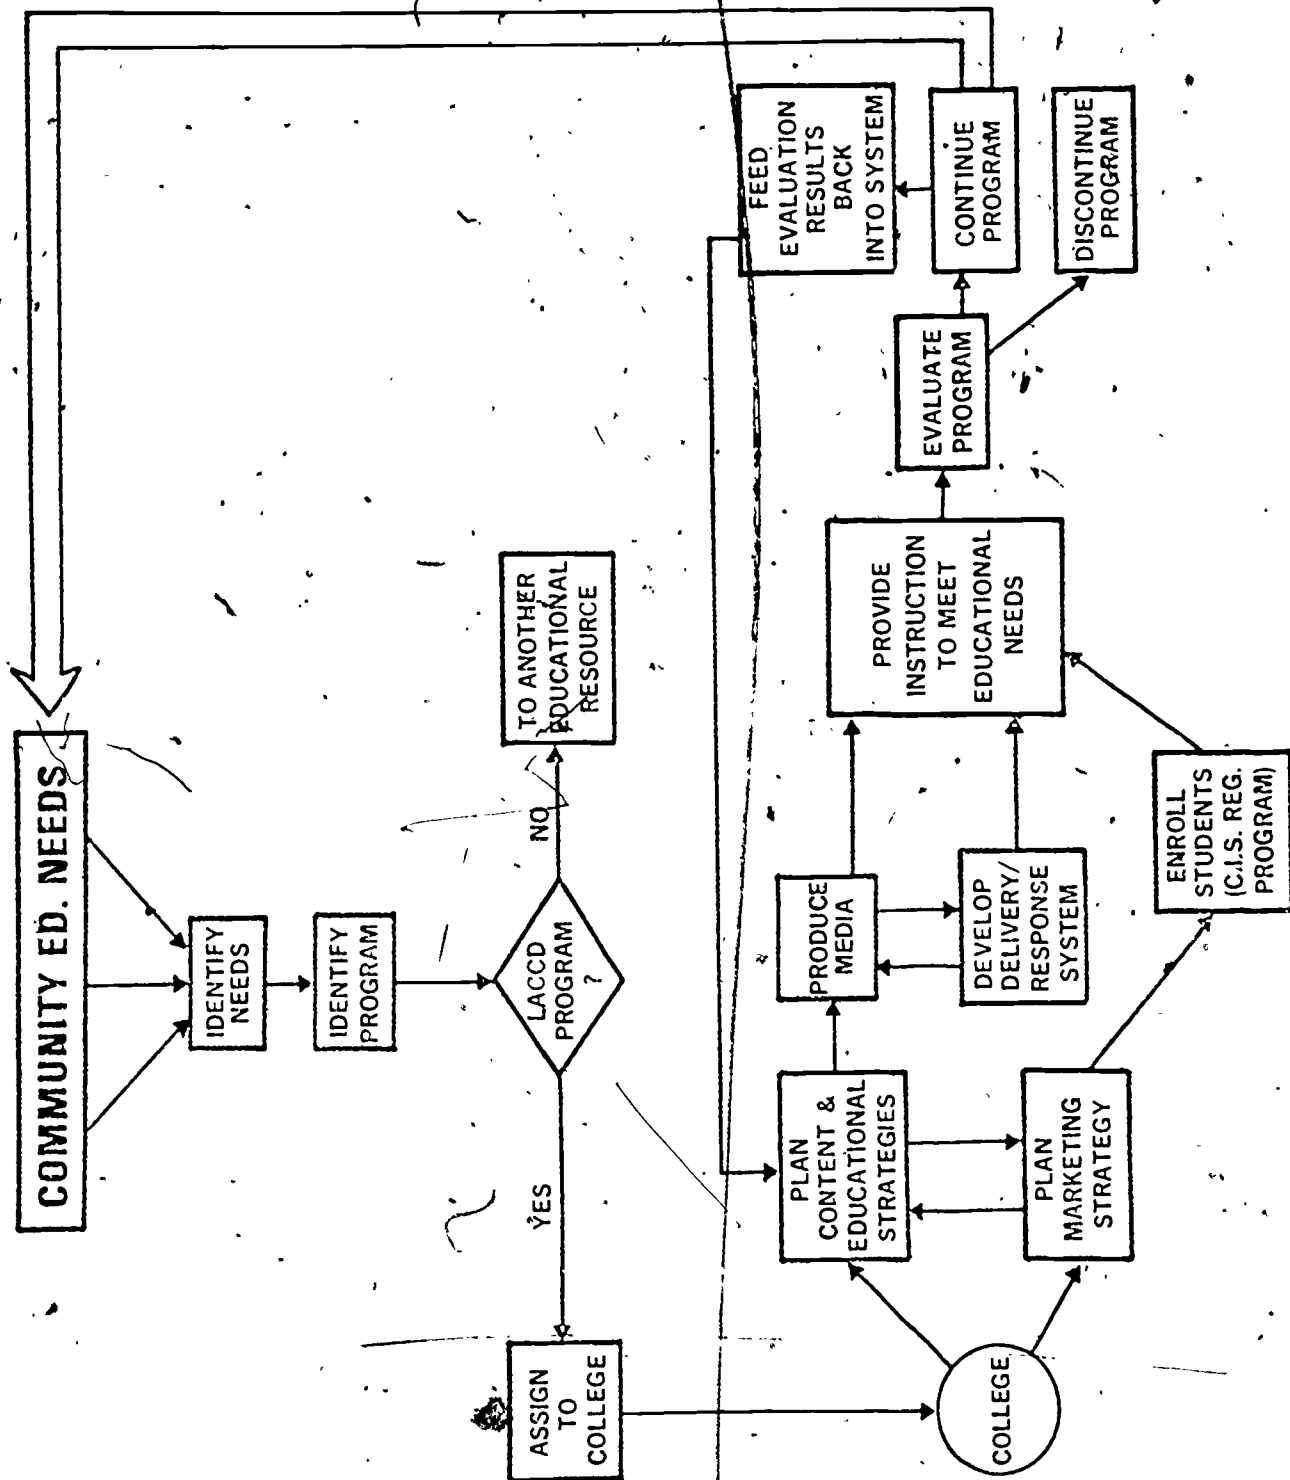 COMMUNITY ED. NEEDS
IDENTIFY
NEEDS
IDENTIFY
PROGRAM
LACCD
PROGRAM
?
NO
TO ANOTHER
EDUCATIONAL
RESOURCE
YES
ASSIGN
TO
COLLEGE
COLLEGE
PLAN
CONTENT &
EDUCATIONAL
STRATEGIES
PLAN
MARKETING
STRATEGY
PRODUCE
MEDIA
DEVELOP
DELIVERY/
RESPONSE
SYSTEM
ENROLL
STUDENTS
(C.I.S. REG.
PROGRAM)
PROVIDE
INSTRUCTION
TO MEET
EDUCATIONAL
NEEDS
EVALUATE
PROGRAM
FEED
EVALUATION
RESULTS
BACK
INTO SYSTEM
CONTINUE
PROGRAM
DISCONTINUE
PROGRAM